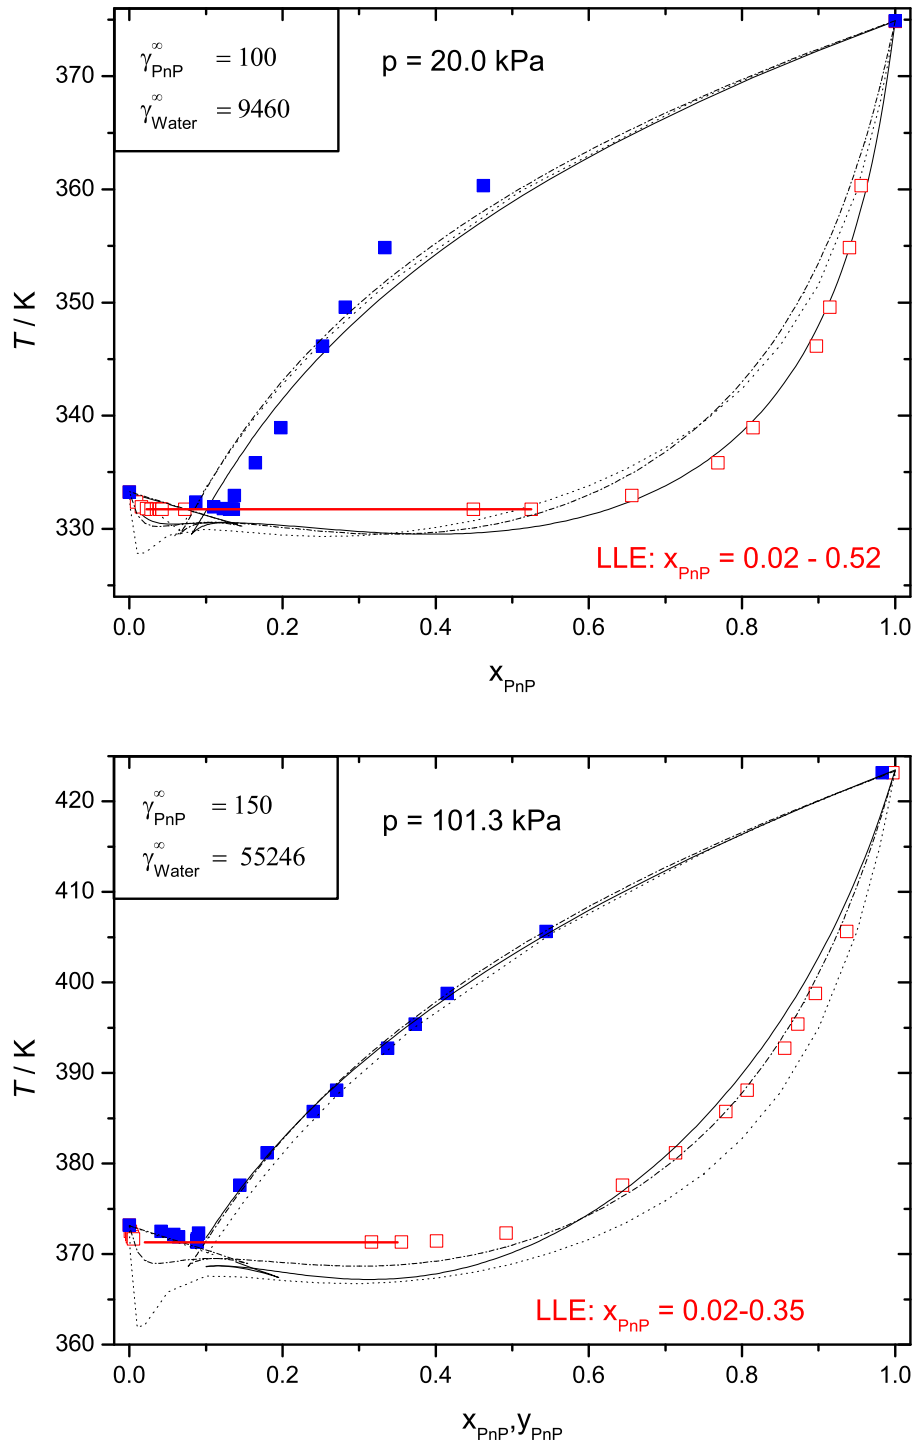 γ∞PnP = 100
γ∞Water = 9460
p = 20.0 kPa
370
360
350
340
330
T / K
LLE: xPnP = 0.02 - 0.52
0.0 0.2 0.4 0.6 0.8 1.0
xPnP
γ∞PnP = 150
γ∞Water = 55246
p = 101.3 kPa
420
410
400
390
380
370
360
T / K
LLE: xPnP = 0.02-0.35
0.0 0.2 0.4 0.6 0.8 1.0
xPnP,yPnP